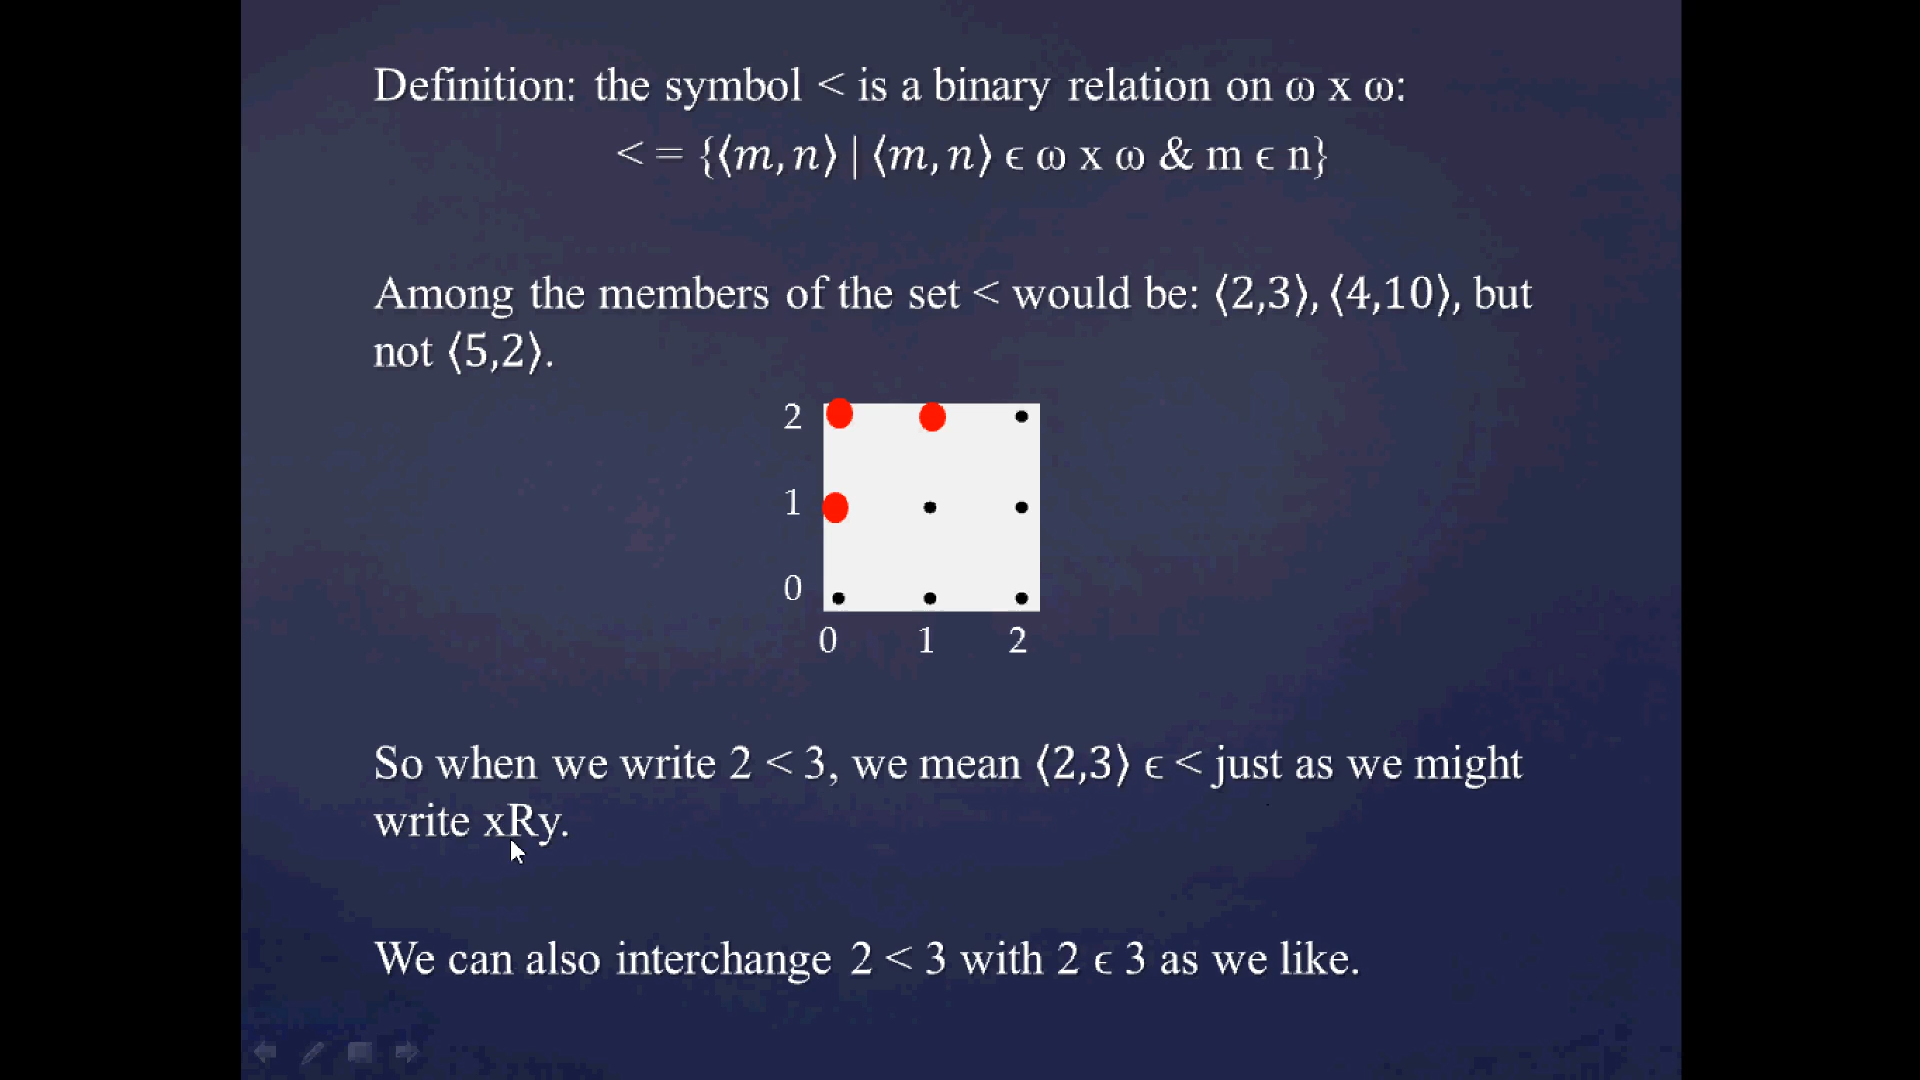 Definition: the symbol < is a binary relation on ω x ω:
< = {⟨m, n⟩ | ⟨m, n⟩ ϵ ω x ω & m ϵ n}
Among the members of the set < would be: ⟨2,3⟩, ⟨4,10⟩, but
not ⟨5,2⟩.
2
1
0
0 1 2
So when we write 2 < 3, we mean ⟨2,3⟩ ϵ < just as we might
write xRy.
We can also interchange 2 < 3 with 2 ϵ 3 as we like.